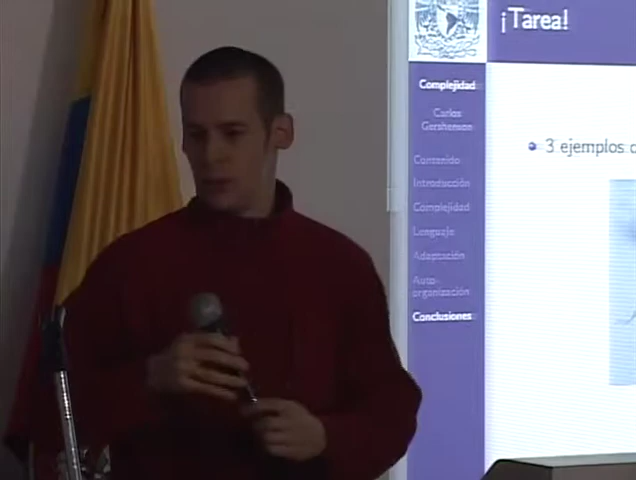 ¡Tarea!
Complejidad
Carlos
Gershenson
Contenido
Introducción
Complejidad
Lenguaje
Adaptación
Auto-
organización
Conclusiones
3 ejemplos